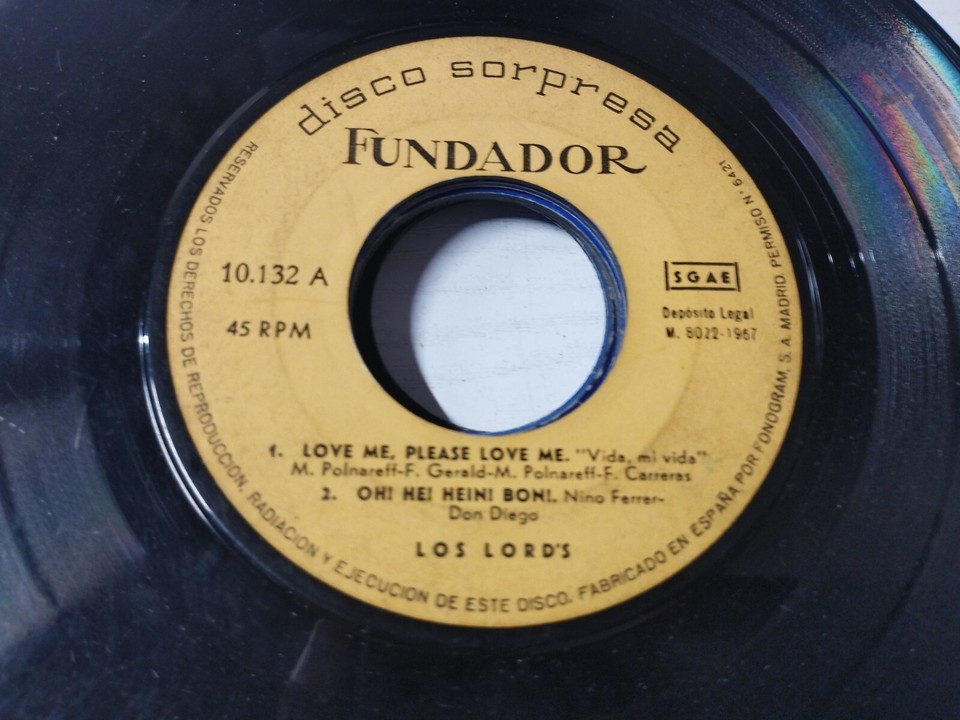 disco sorpresa
FUNDADOR
10.132 A
45 RPM
SGAE
Depósito Legal
M. 8022-1967
1. LOVE ME, PLEASE LOVE ME. "Vida, mi vida"
M. Polnareff-F. Gerald-M. Polnareff-F. Carreras
2. OH! HE! HEIN! BON!. Nino Ferrer-
Don Diego
LOS LORD'S
RESERVADOS LOS DERECHOS DE REPRODUCCION, RADIACION Y EJECUCION DE ESTE DISCO. FABRICADO EN ESPAÑA POR FONOGRAM, S. A. MADRID. PERMISO Nº 6421